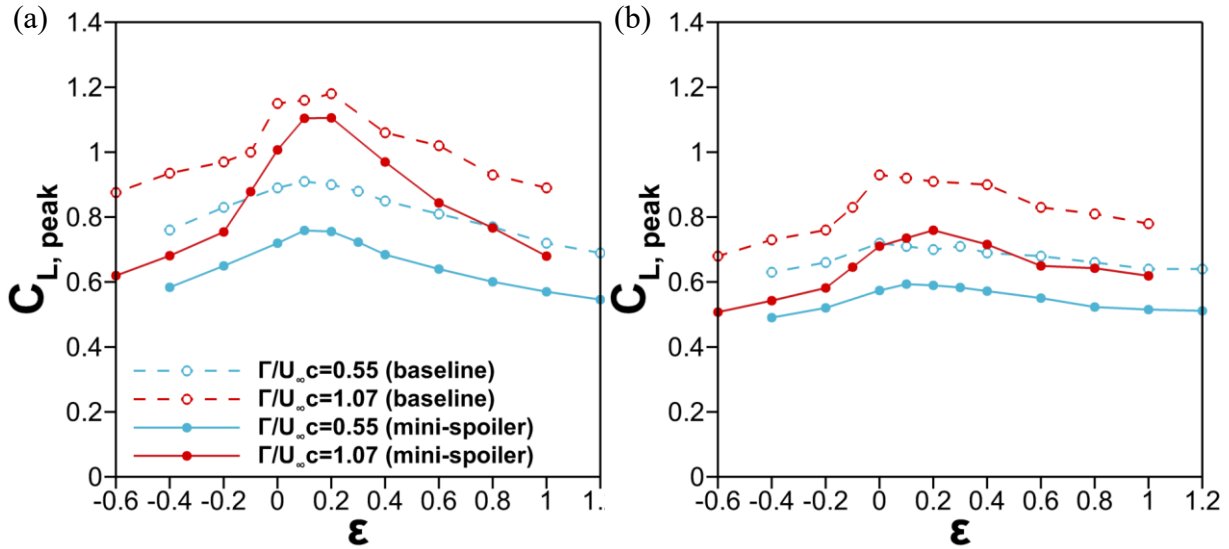 (a)
1.4
1.2
1
0.8
0.6
0.4
0.2
0
C_L, peak
-0.6 -0.4 -0.2 0 0.2 0.4 0.6 0.8 1 1.2
ε
Γ/U∞c=0.55 (baseline)
Γ/U∞c=1.07 (baseline)
Γ/U∞c=0.55 (mini-spoiler)
Γ/U∞c=1.07 (mini-spoiler)
(b)
1.4
1.2
1
0.8
0.6
0.4
0.2
0
C_L, peak
-0.6 -0.4 -0.2 0 0.2 0.4 0.6 0.8 1 1.2
ε